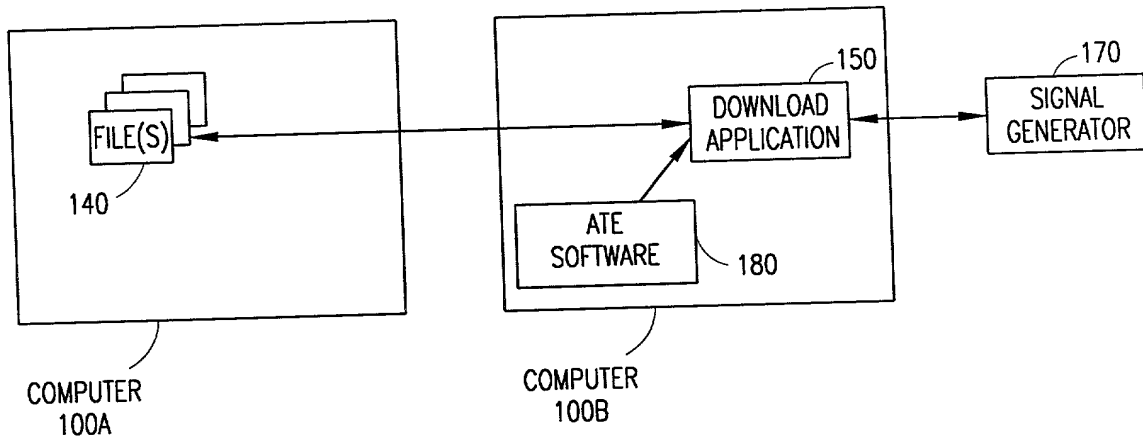 150
170
DOWNLOAD
APPLICATION
SIGNAL
GENERATOR
FILE(S)
140
ATE
SOFTWARE
180
COMPUTER
100A
COMPUTER
100B